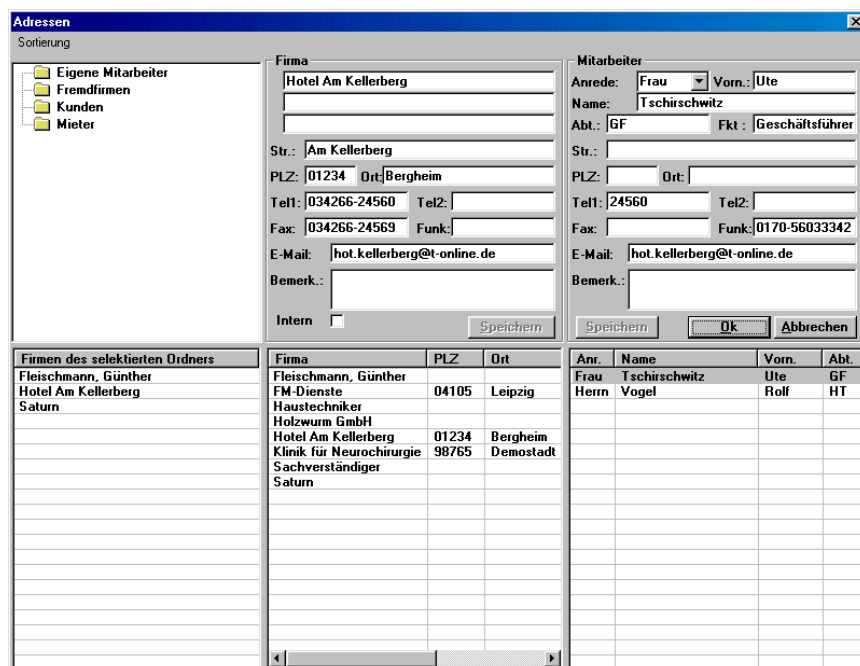 Adressen
Sortierung
Eigene Mitarbeiter
Fremdfirmen
Kunden
Mieter
Firma
Hotel Am Kellerberg
Str.: Am Kellerberg
PLZ: 01234 Ort: Bergheim
Tel1: 034266-24560 Tel2:
Fax: 034266-24569 Funk:
E-Mail: hot.kellerberg@t-online.de
Bemerk.:
Intern
Speichern
Mitarbeiter
Anrede: Frau Vorn.: Ute
Name: Tschirschwitz
Abt.: GF Fkt : Geschäftsführer
Str.:
PLZ: Ort:
Tel1: 24560 Tel2:
Fax: Funk: 0170-56033342
E-Mail: hot.kellerberg@t-online.de
Bemerk.:
Speichern Ok Abbrechen
Firmen des selektierten Ordners
Fleischmann, Günther
Hotel Am Kellerberg
Saturn
Firma PLZ Ort
Fleischmann, Günther
FM-Dienste 04105 Leipzig
Haustechniker
Holzwurm GmbH
Hotel Am Kellerberg 01234 Bergheim
Klinik für Neurochirurgie 98765 Demostadt
Sachverständiger
Saturn
Anr. Name Vorn. Abt.
Frau Tschirschwitz Ute GF
Herrn Vogel Rolf HT